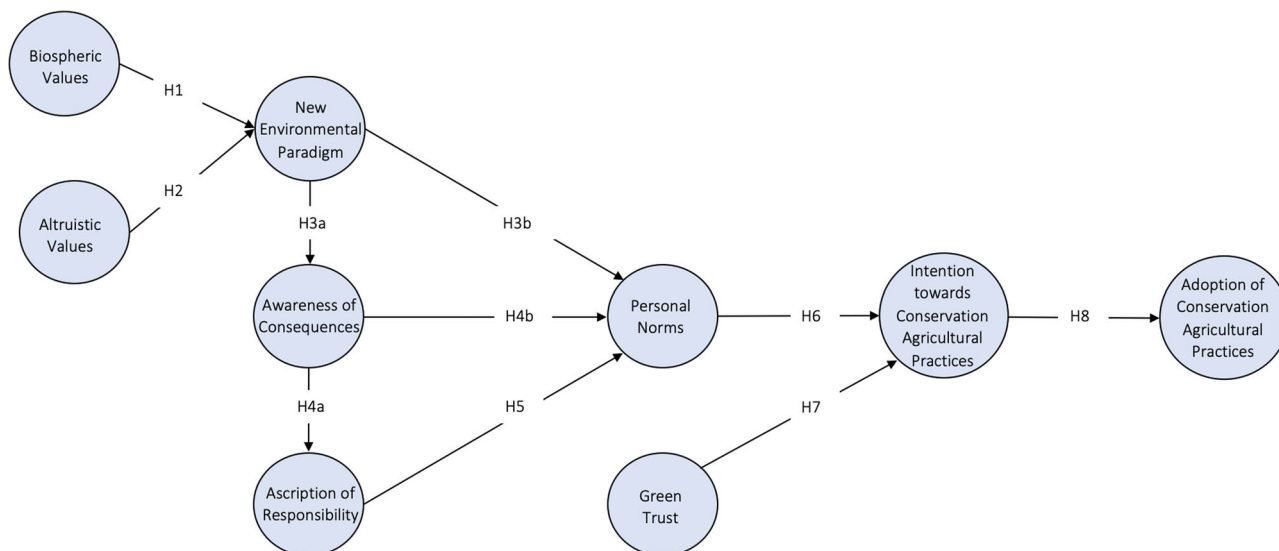 Biospheric
Values
H1
New
Environmental
Paradigm
H2
Altruistic
Values
H3a
H3b
Awareness of
Consequences
H4b
Personal
Norms
H6
Intention
towards
Conservation
Agricultural
Practices
H8
Adoption of
Conservation
Agricultural
Practices
H4a
H5
H7
Ascription of
Responsibility
Green
Trust